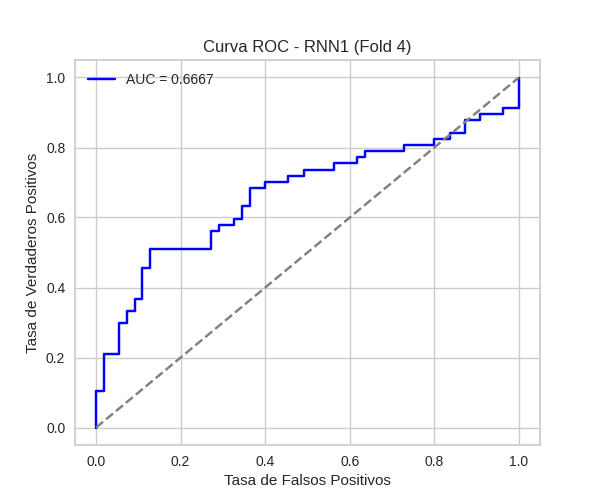 Curva ROC - RNN1 (Fold 4)
AUC = 0.6667
Tasa de Verdaderos Positivos
1.0
0.8
0.6
0.4
0.2
0.0
0.0 0.2 0.4 0.6 0.8 1.0
Tasa de Falsos Positivos